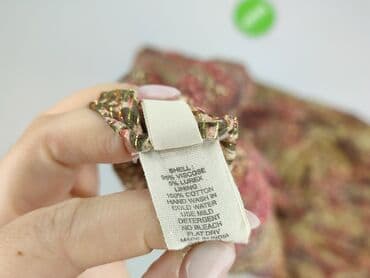 SHELL:
95% VISCOSE
5% LUREX
LINING
100% COTTON
HAND WASH IN
COLD WATER
USE MILD
DETERGENT
NO BLEACH
FLAT DRY
MADE IN INDIA